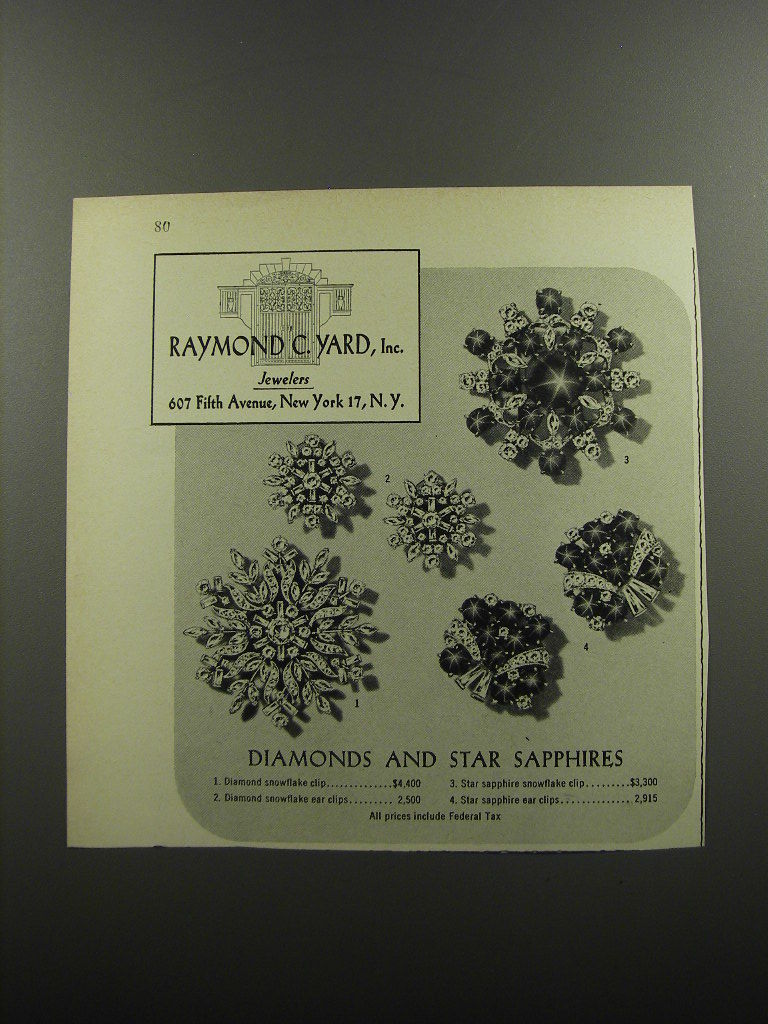 80
RAYMOND C. YARD, Inc.
Jewelers
607 Fifth Avenue, New York 17, N. Y.
3
2
4
1
DIAMONDS AND STAR SAPPHIRES
1. Diamond snowflake clip..............$4,400
2. Diamond snowflake ear clips......... 2,500
3. Star sapphire snowflake clip.........$3,300
4. Star sapphire ear clips.............. 2,915
All prices include Federal Tax